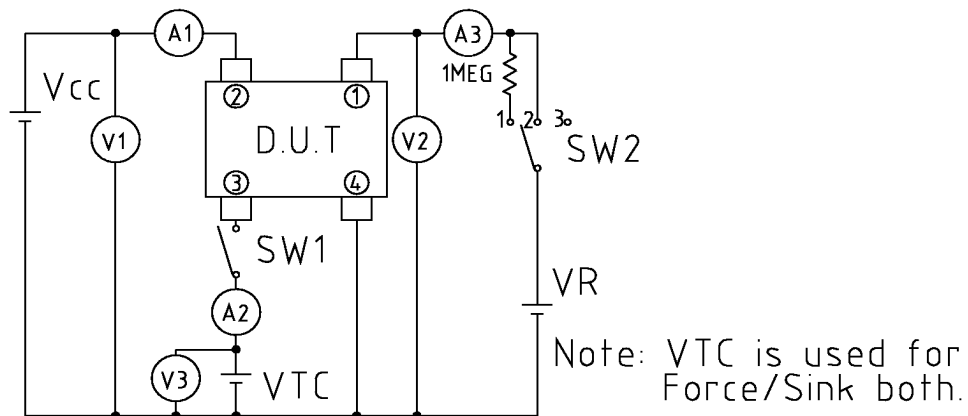 A1
A3
1MEG
Vcc
② ①
V1
D.U.T
V2
1 2 3
SW2
③ ④
SW1
A2
VR
V3
VTC
Note: VTC is used for
Force/Sink both.